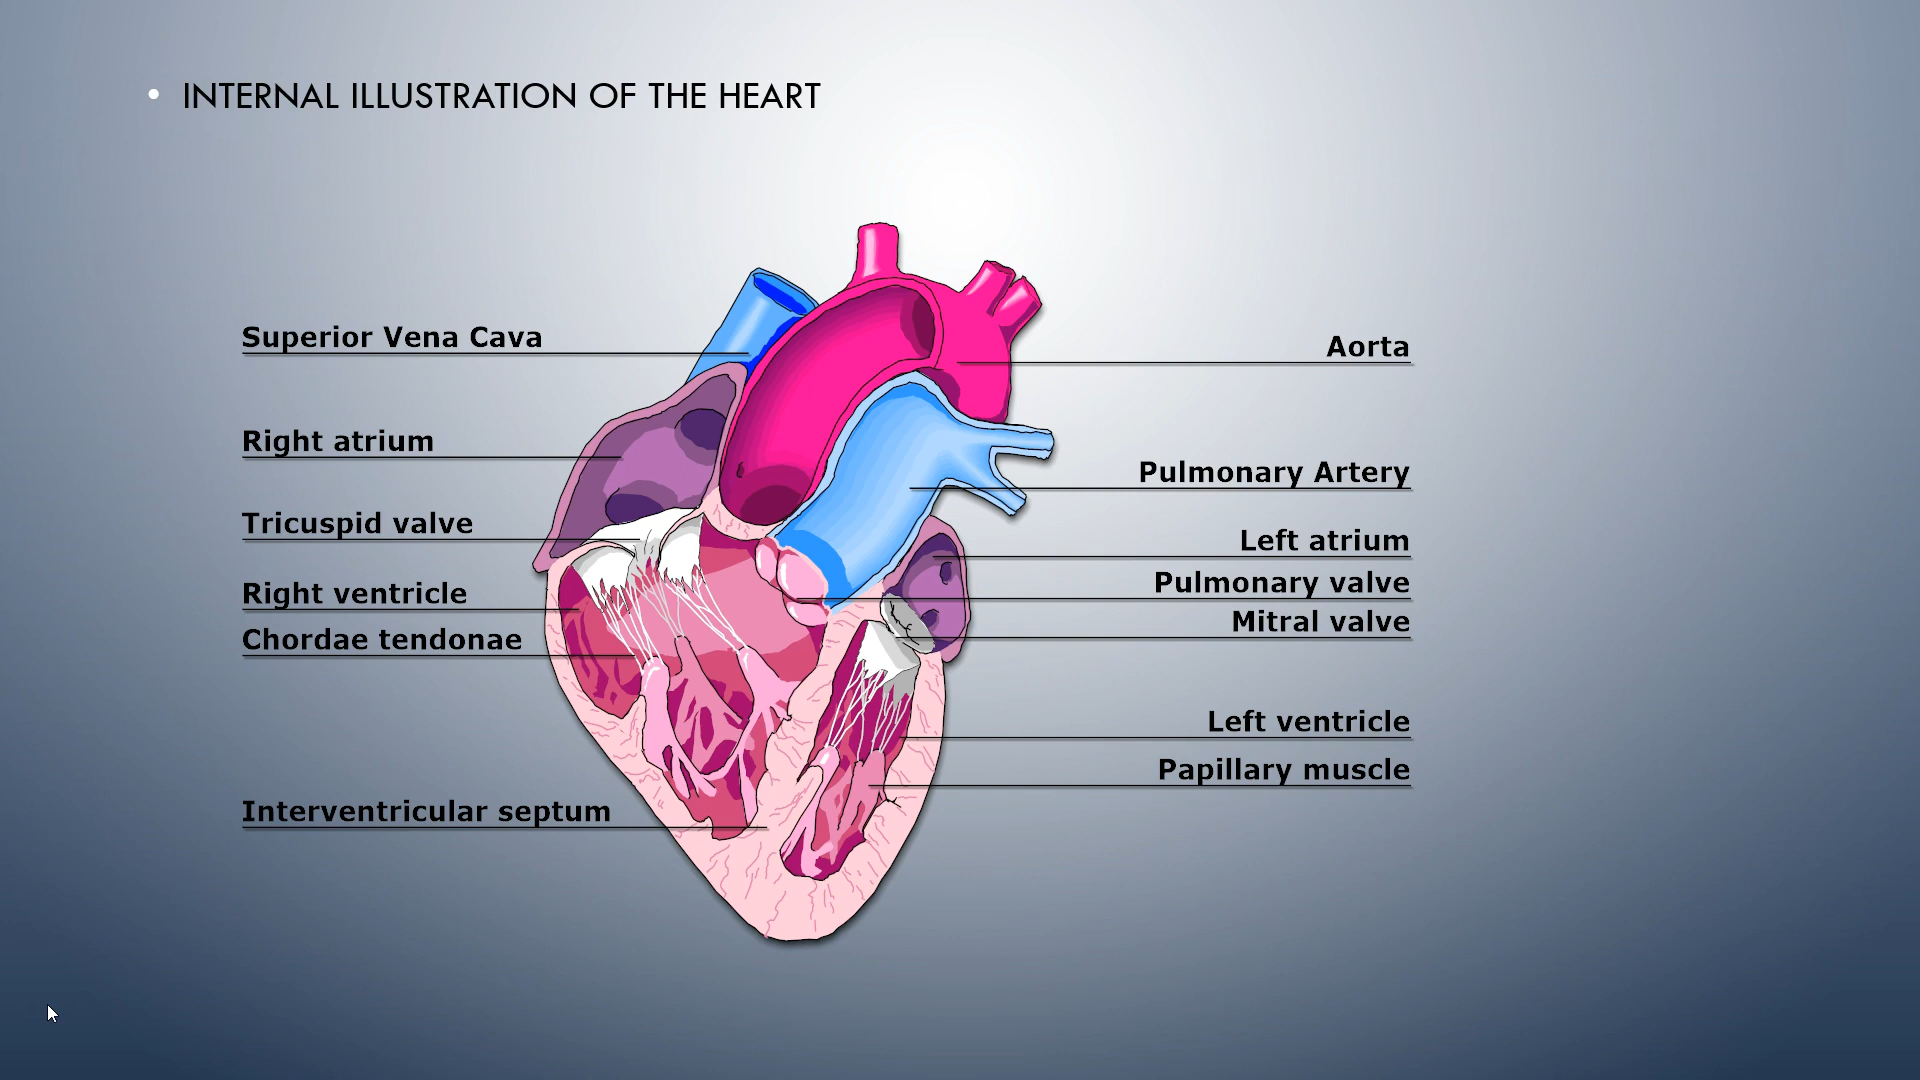 • INTERNAL ILLUSTRATION OF THE HEART
Superior Vena Cava
Right atrium
Tricuspid valve
Right ventricle
Chordae tendonae
Interventricular septum
Aorta
Pulmonary Artery
Left atrium
Pulmonary valve
Mitral valve
Left ventricle
Papillary muscle